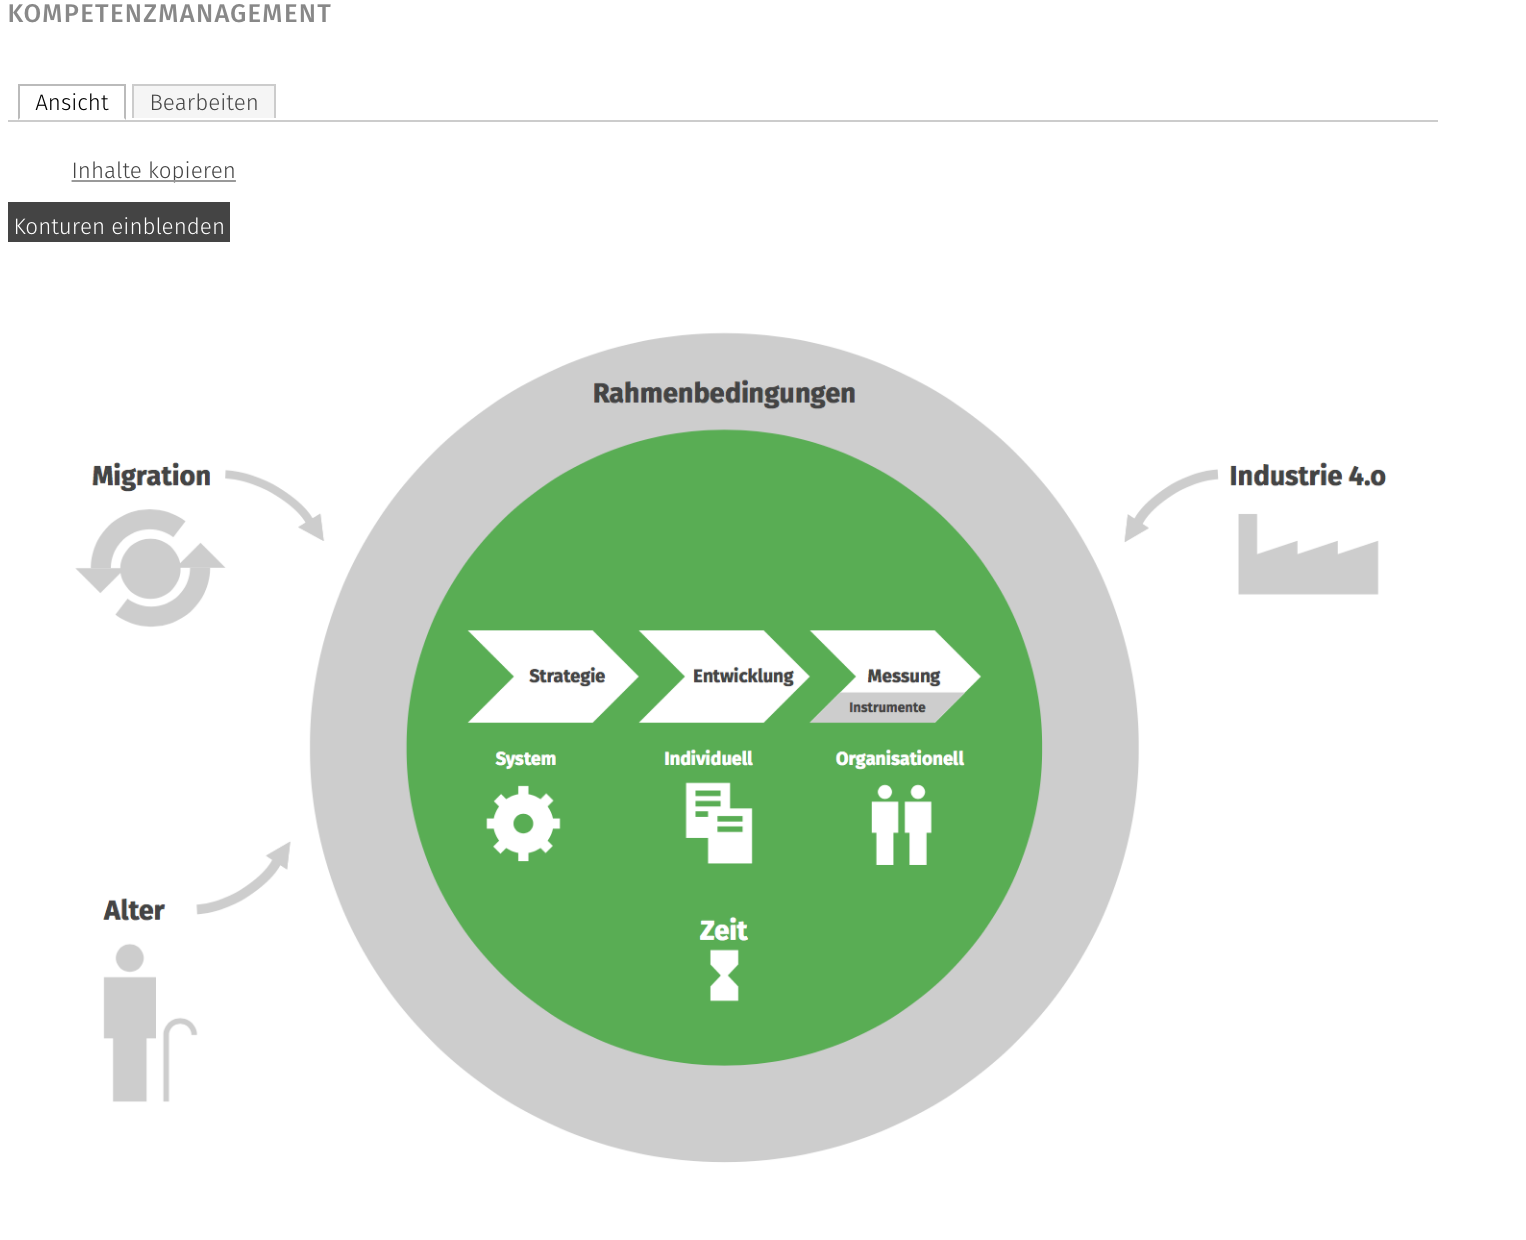 KOMPETENZMANAGEMENT
Ansicht Bearbeiten
Inhalte kopieren
Konturen einblenden
Rahmenbedingungen
Migration
Industrie 4.0
Strategie
Entwicklung
Messung
Instrumente
System
Individuell
Organisationell
Alter
Zeit